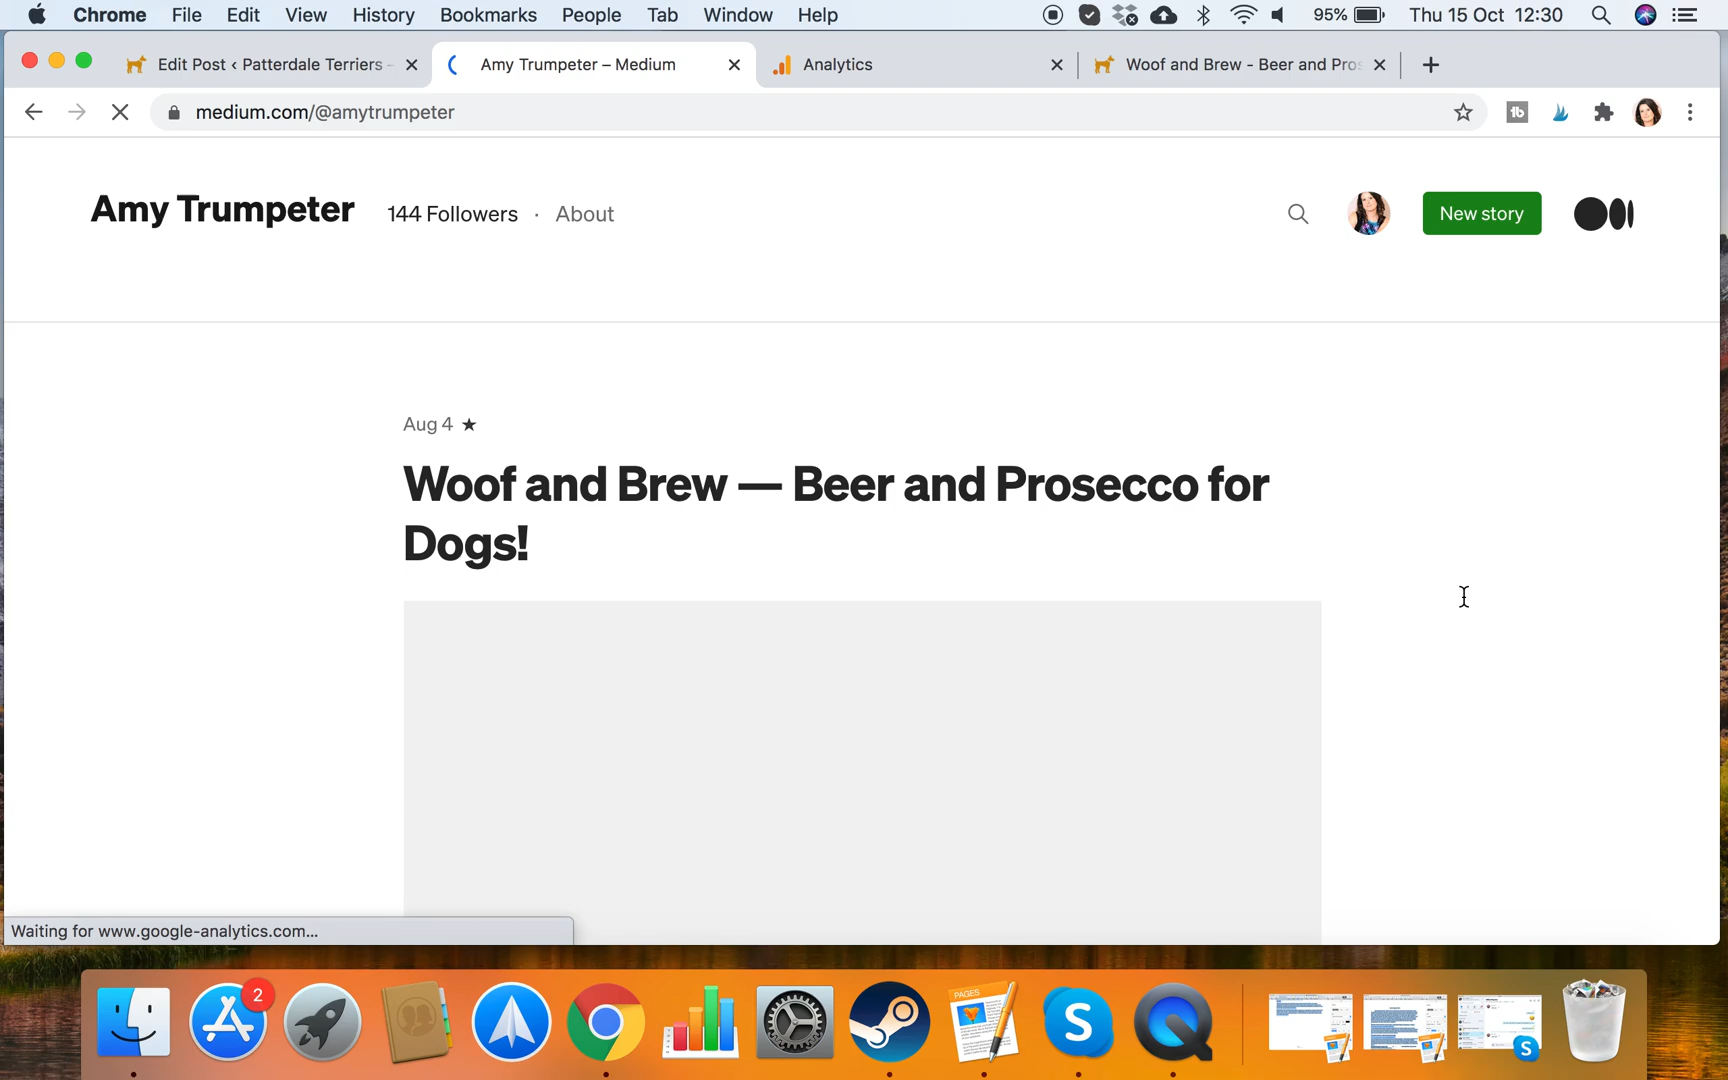 Chrome File Edit View History Bookmarks People Tab Window Help 95% Thu 15 Oct 12:30
Edit Post ‹ Patterdale Terriers - Amy Trumpeter – Medium Analytics Woof and Brew - Beer and Pros
medium.com/@amytrumpeter
Amy Trumpeter 144 Followers · About New story
Aug 4 ★
Woof and Brew — Beer and Prosecco for
Dogs!
Waiting for www.google-analytics.com...
2
PAGES